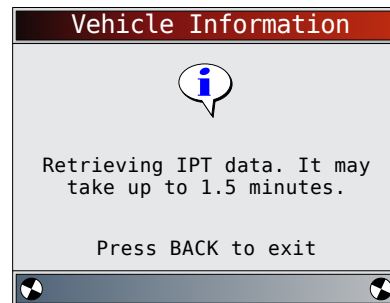 Vehicle Information
i
Retrieving IPT data. It may
take up to 1.5 minutes.
Press BACK to exit